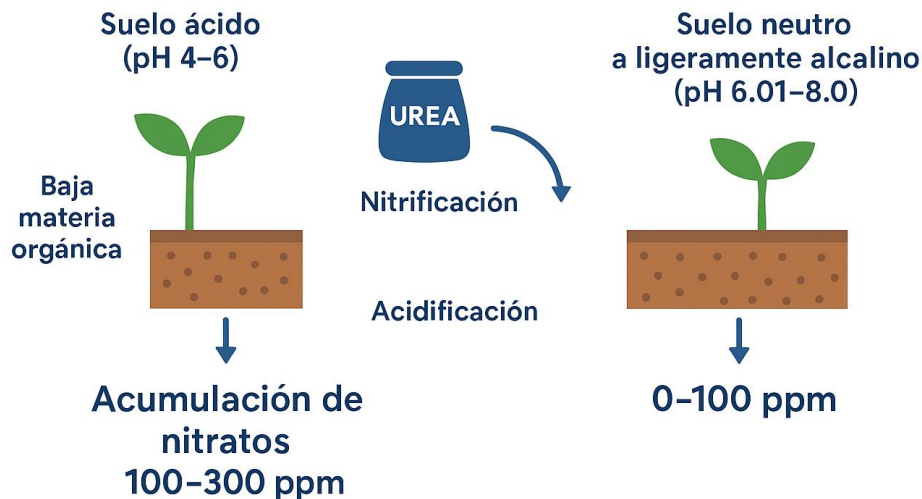 Suelo ácido
(pH 4–6)
Baja
materia
orgánica
Acumulación de
nitratos
100–300 ppm
UREA
Nitrificación
Acidificación
Suelo neutro
a ligeramente alcalino
(pH 6.01–8.0)
0–100 ppm